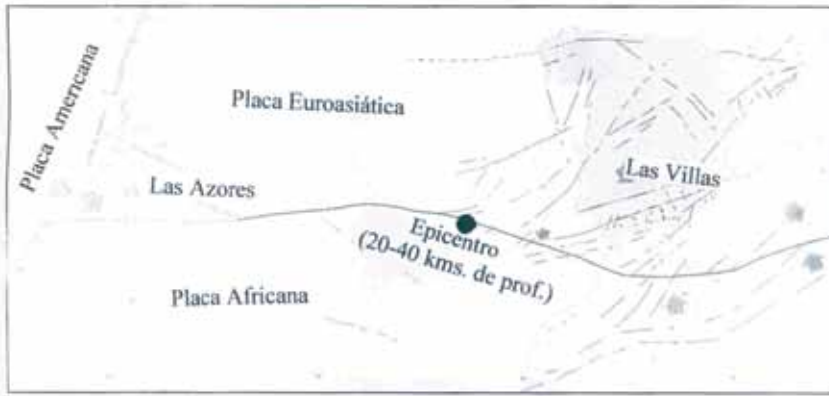 Placa Americana
Placa Euroasiática
Las Azores
Las Villas
Epicentro
(20-40 kms. de prof.)
Placa Africana